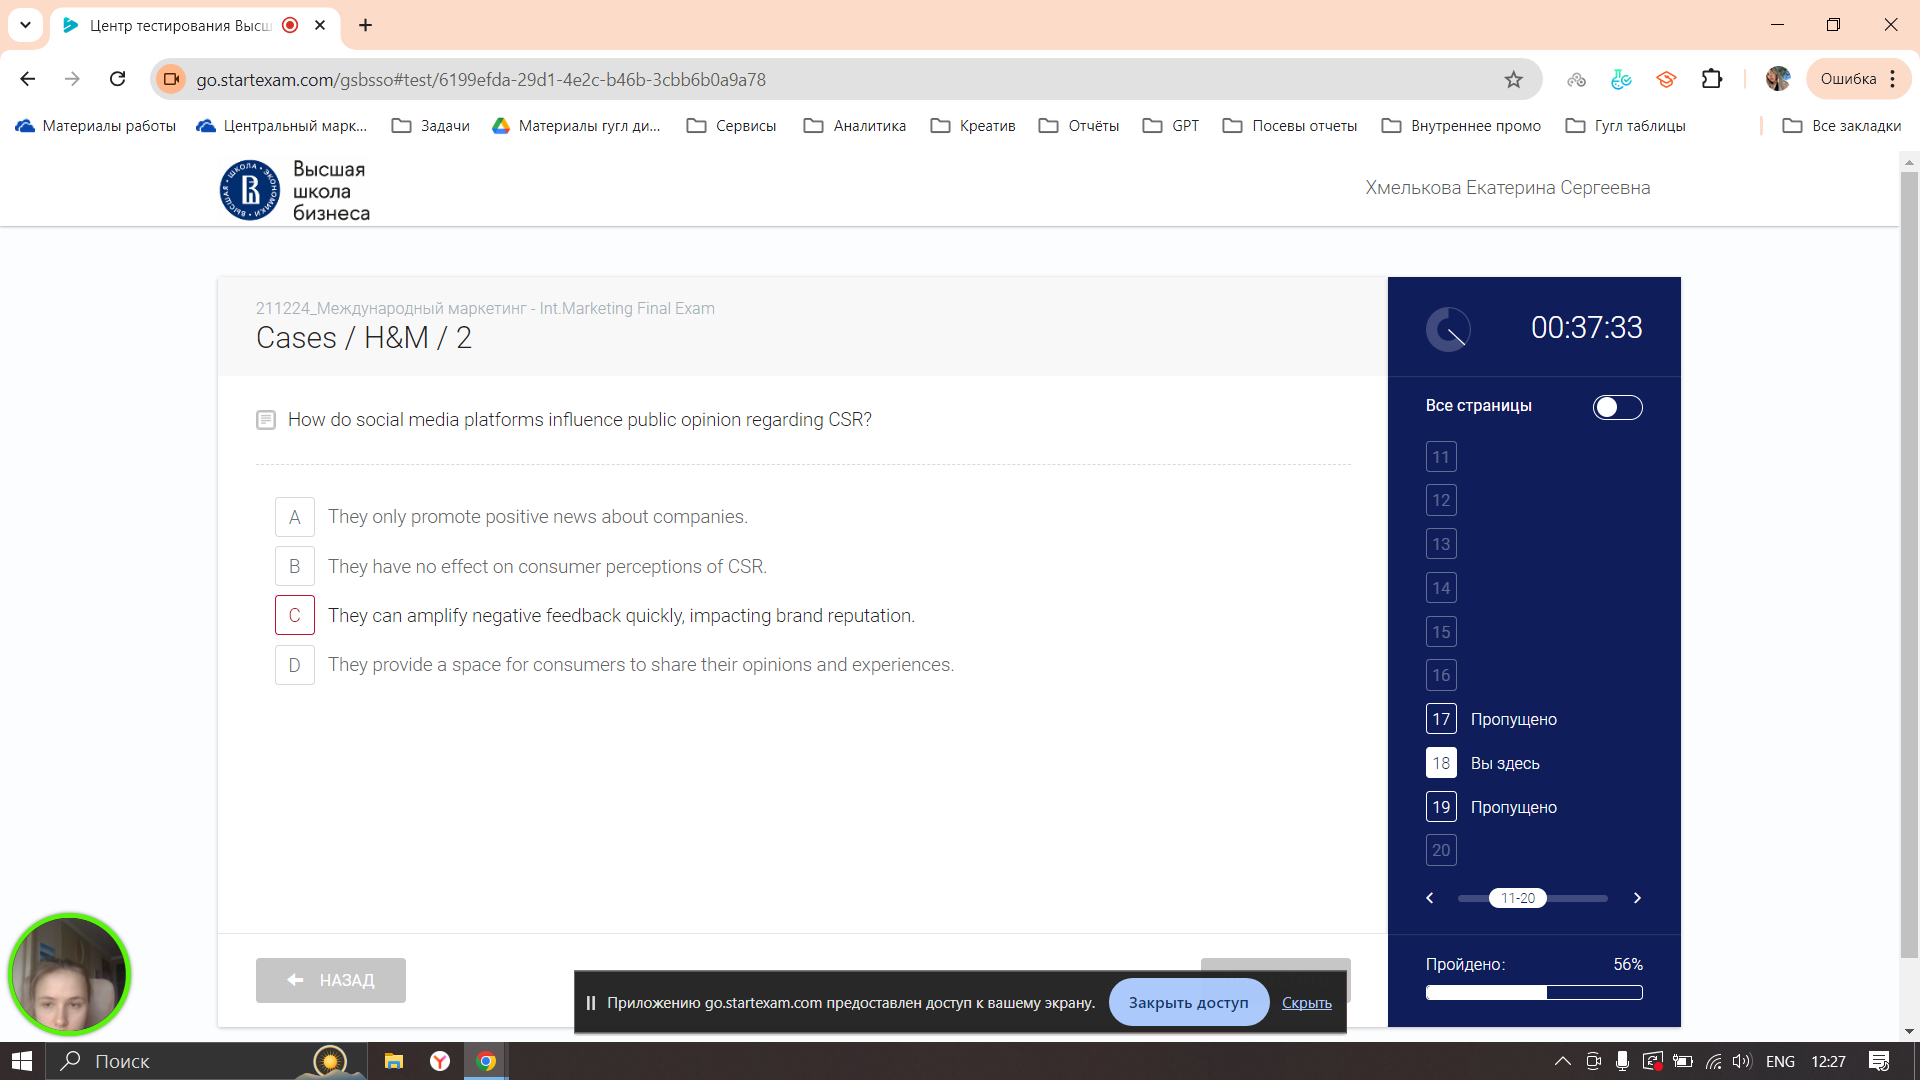 Центр тестирования Высш
go.startexam.com/gsbsso#test/6199efda-29d1-4e2c-b46b-3cbb6b0a9a78
Ошибка
Материалы работы
Центральный марк...
Задачи
Материалы гугл ди...
Сервисы
Аналитика
Креатив
Отчёты
GPT
Посевы отчеты
Внутреннее промо
Гугл таблицы
Все закладки
Высшая
школа
бизнеса
Хмелькова Екатерина Сергеевна
211224_Международный маркетинг - Int.Marketing Final Exam
Cases / H&M / 2
How do social media platforms influence public opinion regarding CSR?
A They only promote positive news about companies.
B They have no effect on consumer perceptions of CSR.
C They can amplify negative feedback quickly, impacting brand reputation.
D They provide a space for consumers to share their opinions and experiences.
НАЗАД
00:37:33
Все страницы
11
12
13
14
15
16
17 Пропущено
18 Вы здесь
19 Пропущено
20
11-20
Пройдено: 56%
Приложению go.startexam.com предоставлен доступ к вашему экрану.
Закрыть доступ
Скрыть
Поиск
ENG
12:27